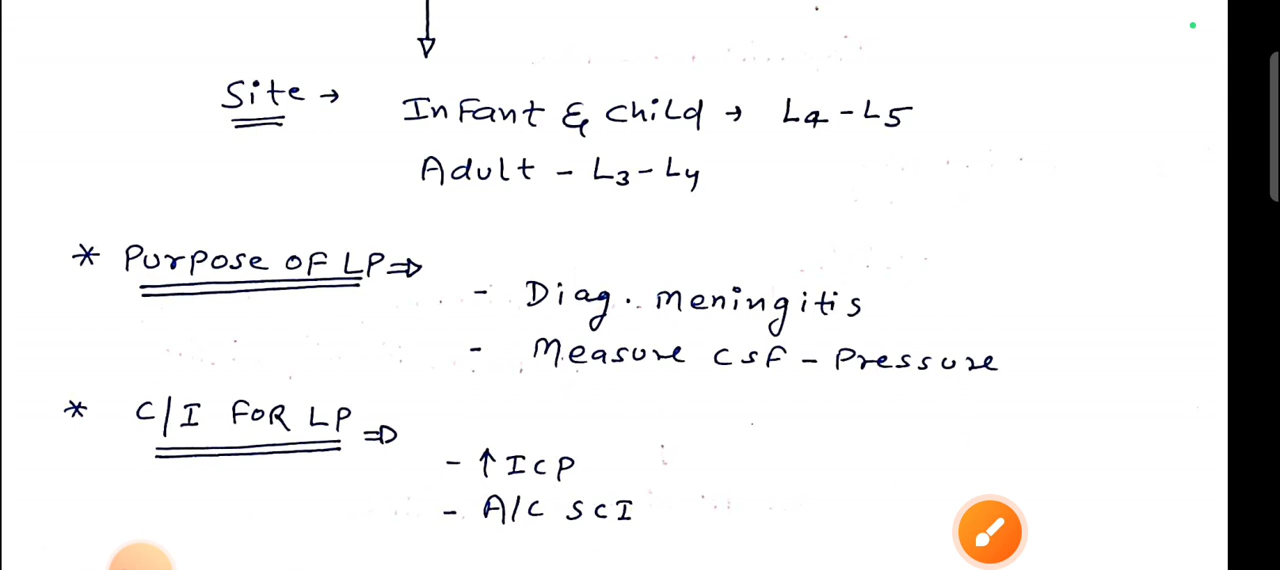 Site → Infant & child → L4-L5
Adult - L3-L4
* Purpose of LP ⇒
- Diag. meningitis
- Measure CSF - Pressure
* C/I FOR LP ⇒
- ↑ICP
- A/C SCI